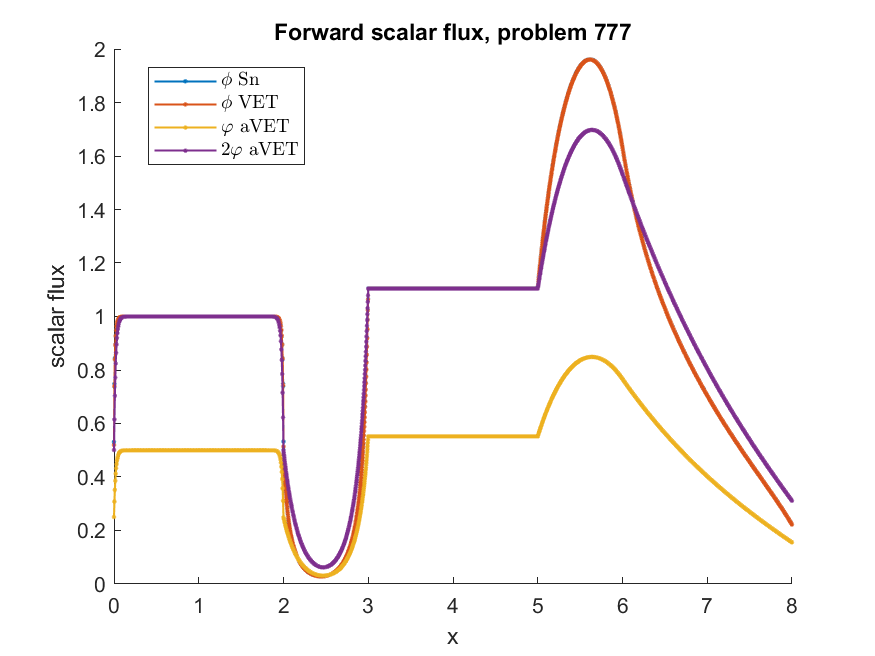 Forward scalar flux, problem 777
2
1.8
1.6
1.4
1.2
1
0.8
0.6
0.4
0.2
0
scalar flux
ϕ Sn
ϕ VET
φ aVET
2φ aVET
0 1 2 3 4 5 6 7 8
x